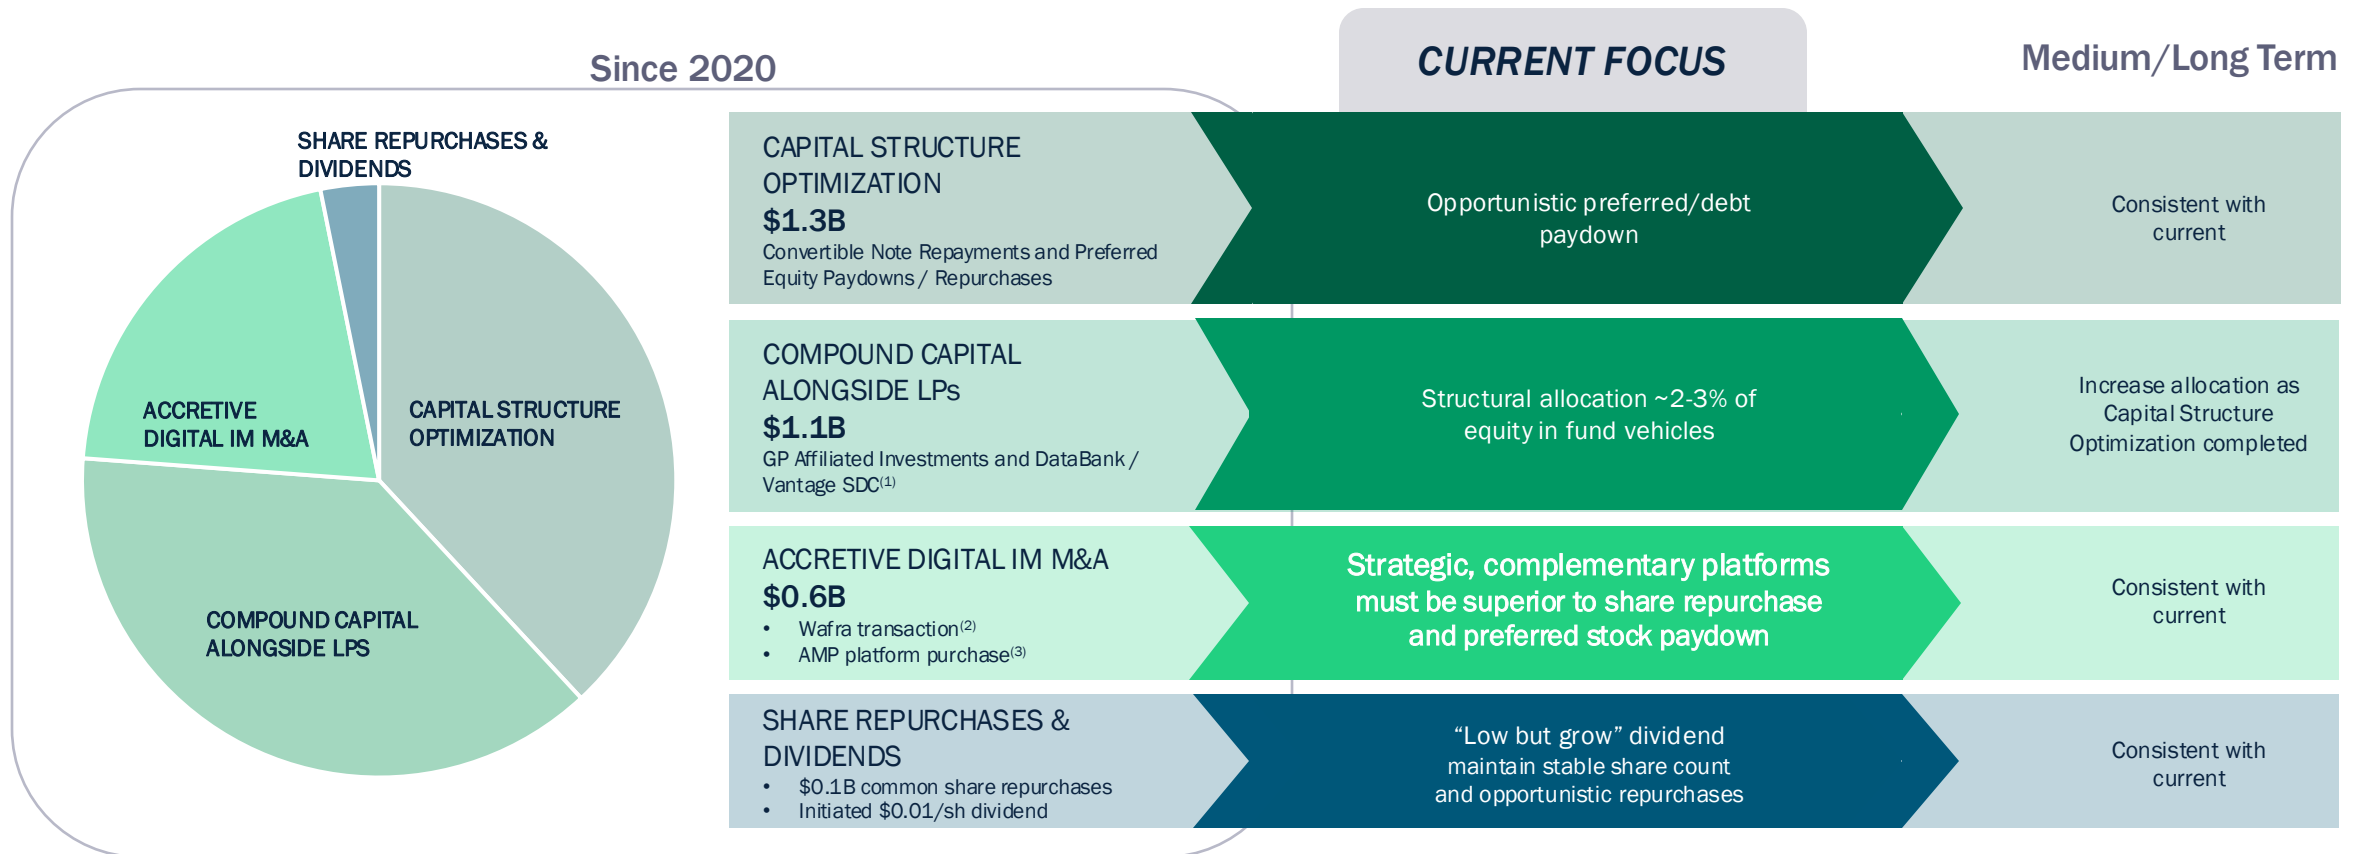 Since 2020
CURRENT FOCUS
Medium/Long Term
SHARE REPURCHASES &
DIVIDENDS
ACCRETIVE
DIGITAL IM M&A
CAPITAL STRUCTURE
OPTIMIZATION
COMPOUND CAPITAL
ALONGSIDE LPS
CAPITAL STRUCTURE
OPTIMIZATION
$1.3B
Convertible Note Repayments and Preferred
Equity Paydowns / Repurchases
Opportunistic preferred/debt
paydown
Consistent with
current
COMPOUND CAPITAL
ALONGSIDE LPs
$1.1B
GP Affiliated Investments and DataBank /
Vantage SDC(1)
Structural allocation ~2-3% of
equity in fund vehicles
Increase allocation as
Capital Structure
Optimization completed
ACCRETIVE DIGITAL IM M&A
$0.6B
• Wafra transaction(2)
• AMP platform purchase(3)
Strategic, complementary platforms
must be superior to share repurchase
and preferred stock paydown
Consistent with
current
SHARE REPURCHASES &
DIVIDENDS
• $0.1B common share repurchases
• Initiated $0.01/sh dividend
“Low but grow” dividend
maintain stable share count
and opportunistic repurchases
Consistent with
current